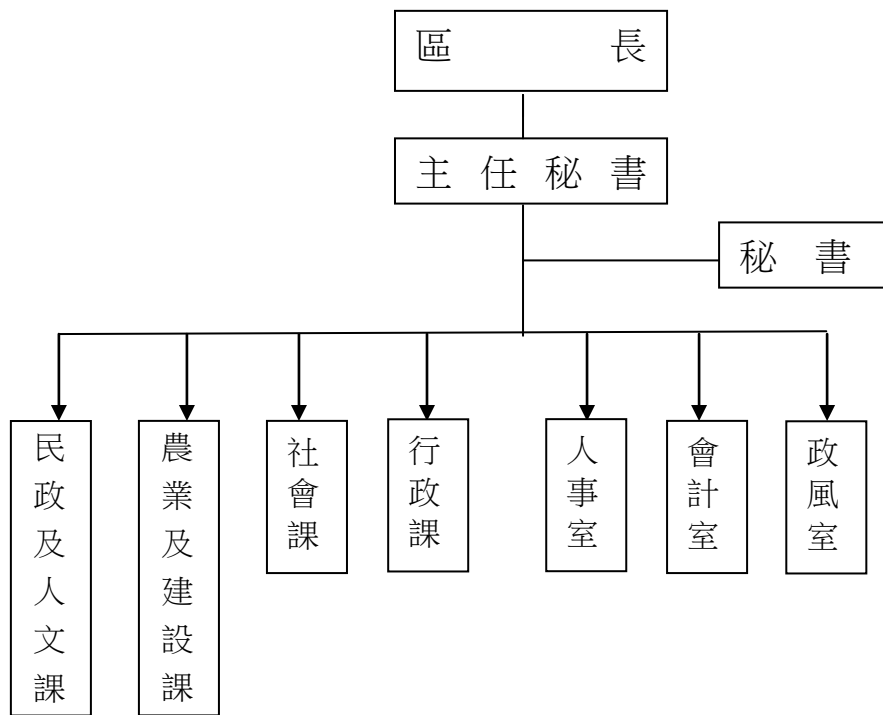 區 長
主任秘書
秘書
民政及人文課
農業及建設課
社會課
行政課
人事室
會計室
政風室